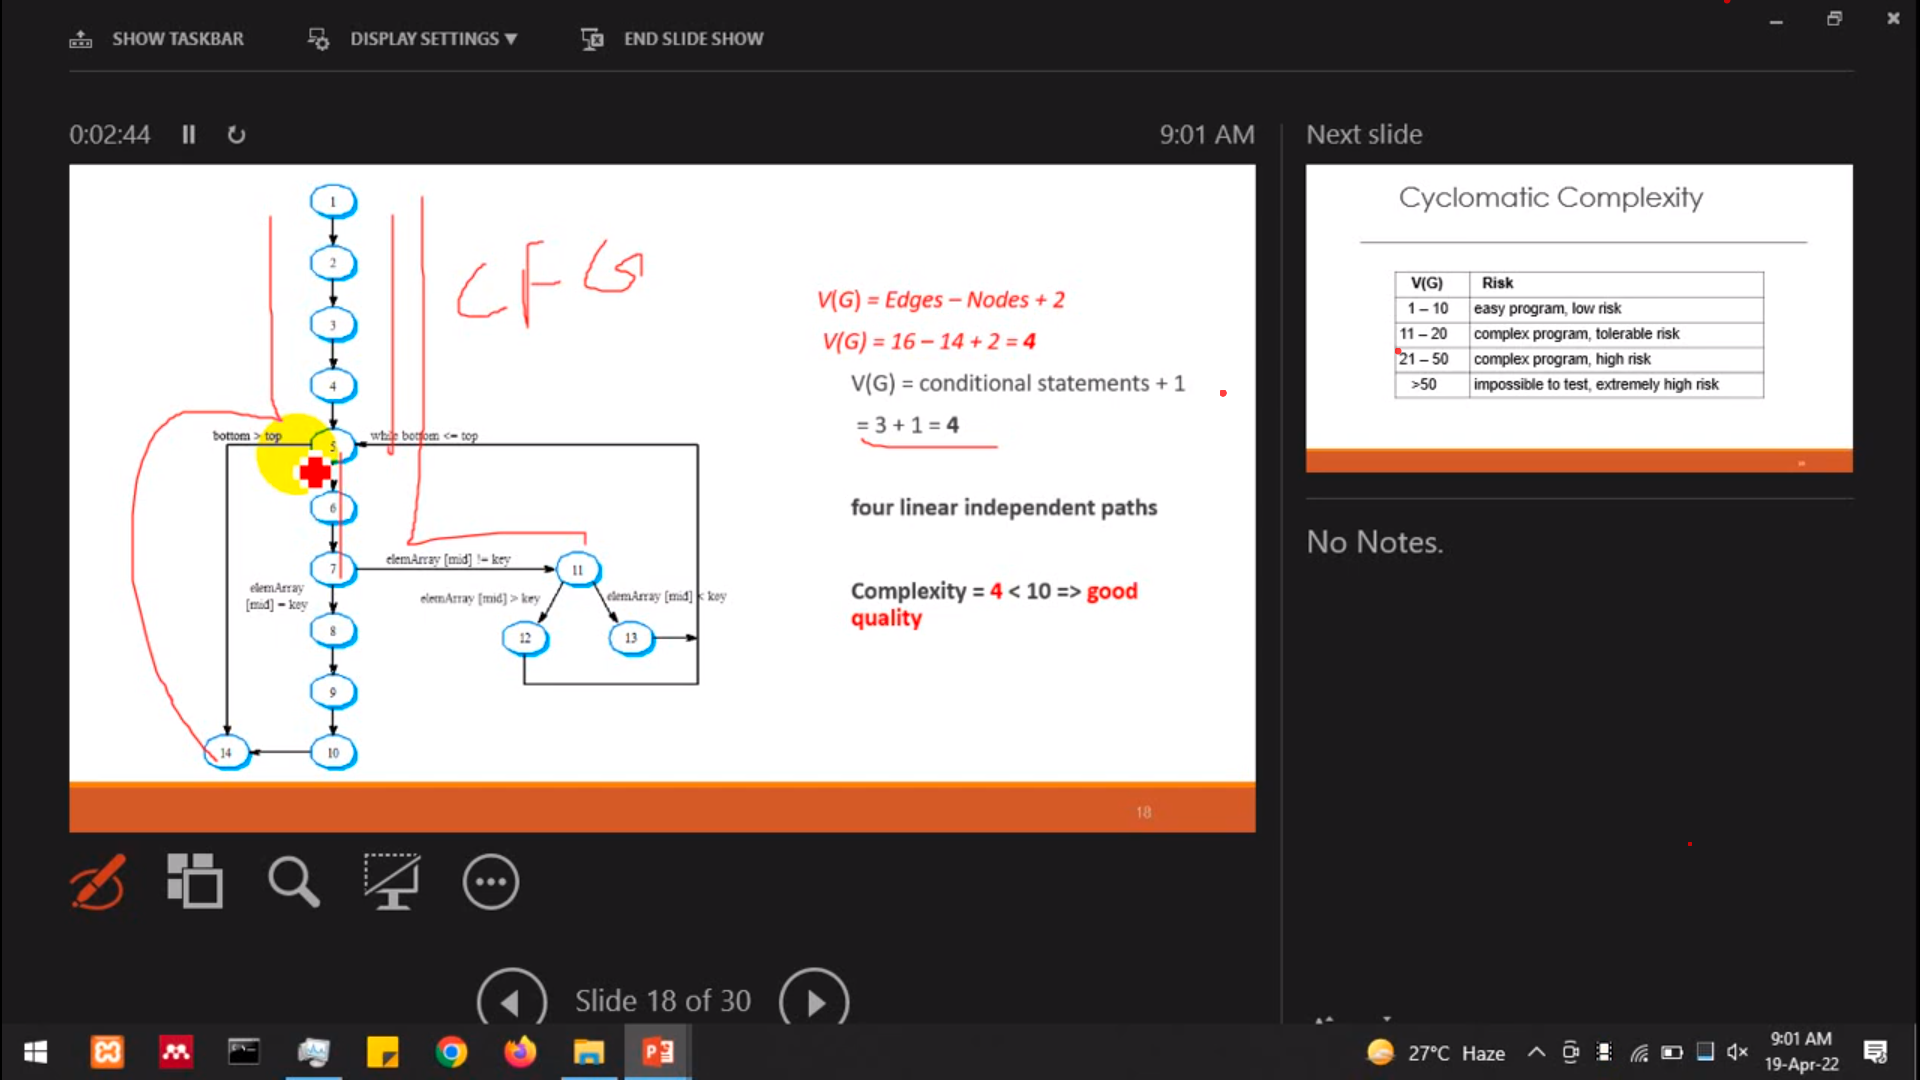 SHOW TASKBAR
DISPLAY SETTINGS ▼
END SLIDE SHOW
0:02:44
9:01 AM
Next slide
1
2
3
4
bottom > top
5
while bottom <= top
6
7
elemArray [mid] != key
11
elemArray
[mid] = key
elemArray [mid] > key
elemArray [mid] < key
8
12
13
9
14
10
CFG
V(G) = Edges – Nodes + 2
V(G) = 16 – 14 + 2 = 4
V(G) = conditional statements + 1
= 3 + 1 = 4
four linear independent paths
Complexity = 4 < 10 => good
quality
18
Cyclomatic Complexity
V(G) Risk
1 – 10 easy program, low risk
11 – 20 complex program, tolerable risk
21 – 50 complex program, high risk
>50 impossible to test, extremely high risk
No Notes.
Slide 18 of 30
27°C Haze
9:01 AM
19-Apr-22